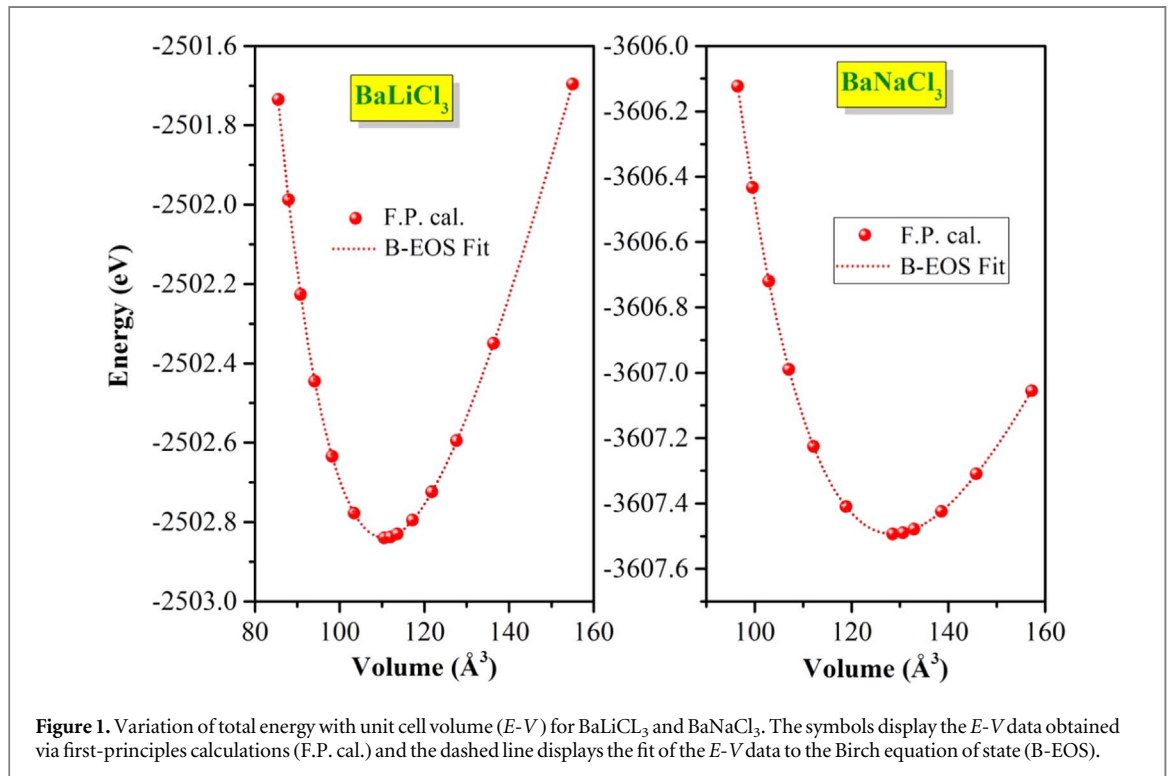 BaLiCl₃
F.P. cal.
B-EOS Fit
-2501.6
-2501.8
-2502.0
-2502.2
-2502.4
-2502.6
-2502.8
-2503.0
Energy (eV)
80
100
120
140
160
Volume (Å³)
BaNaCl₃
F.P. cal.
B-EOS Fit
-3606.0
-3606.2
-3606.4
-3606.6
-3606.8
-3607.0
-3607.2
-3607.4
-3607.6
100
120
140
160
Volume (Å³)
Figure 1. Variation of total energy with unit cell volume (E-V) for BaLiCL₃ and BaNaCl₃. The symbols display the E-V data obtained
via first-principles calculations (F.P. cal.) and the dashed line displays the fit of the E-V data to the Birch equation of state (B-EOS).